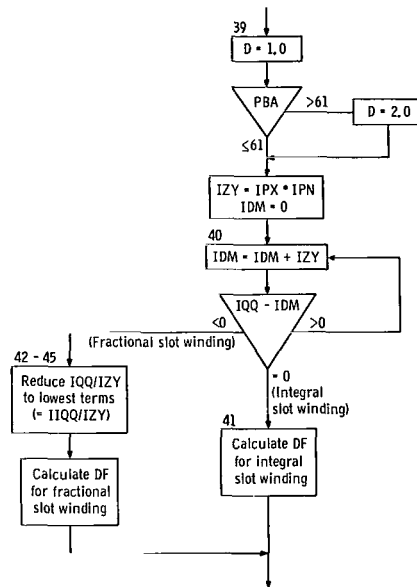 39
D = 1.0
PBA
>61
D = 2.0
≤61
IZY = IPX * IPN
IDM = 0
40
IDM = IDM + IZY
IQQ - IDM
<0
>0
(Fractional slot winding)
= 0
(Integral
slot winding)
42 - 45
Reduce IQQ/IZY
to lowest terms
(= IIQQ/IZY)
41
Calculate DF
for integral
slot winding
Calculate DF
for fractional
slot winding